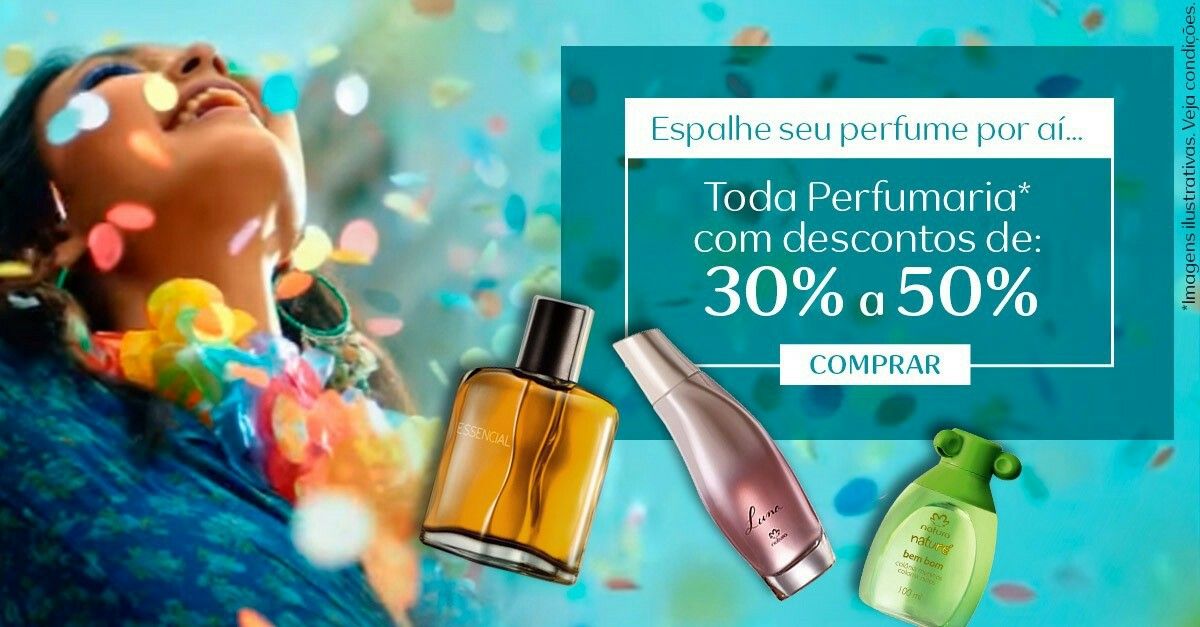 Espalhe seu perfume por aí...
Toda Perfumaria*
com descontos de:
30% a 50%
COMPRAR
*Imagens ilustrativas. Veja condições.
ESSENCIAL
Luna
natura
natura
naturé
bem bom
100 ml